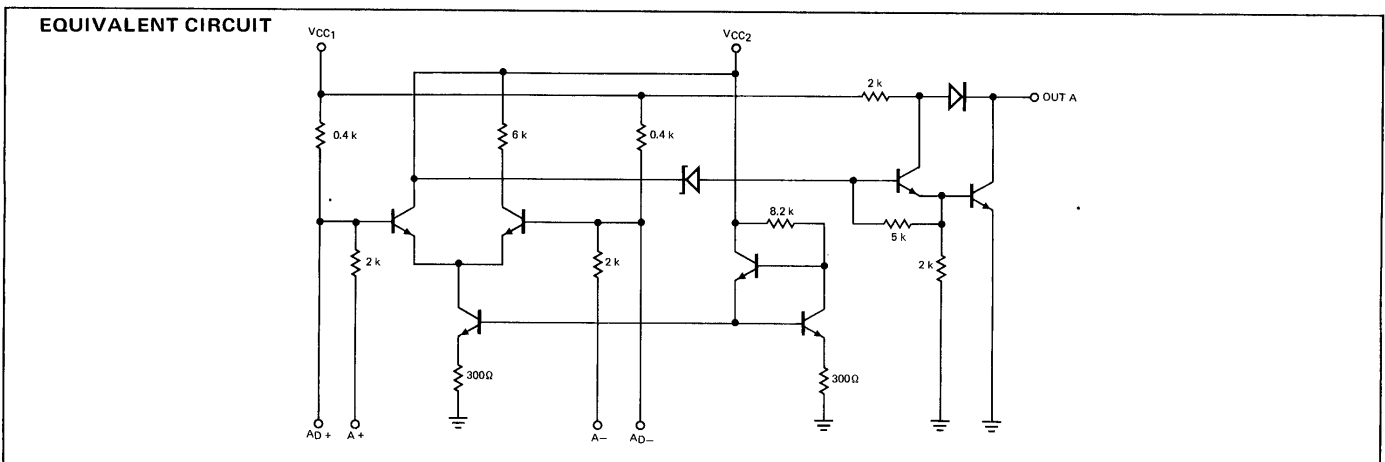 EQUIVALENT CIRCUIT
VCC1
VCC2
2 k
OUT A
0.4 k
6 k
0.4 k
8.2 k
5 k
2 k
2 k
2 k
300Ω
300Ω
AD +
A +
A−
AD−